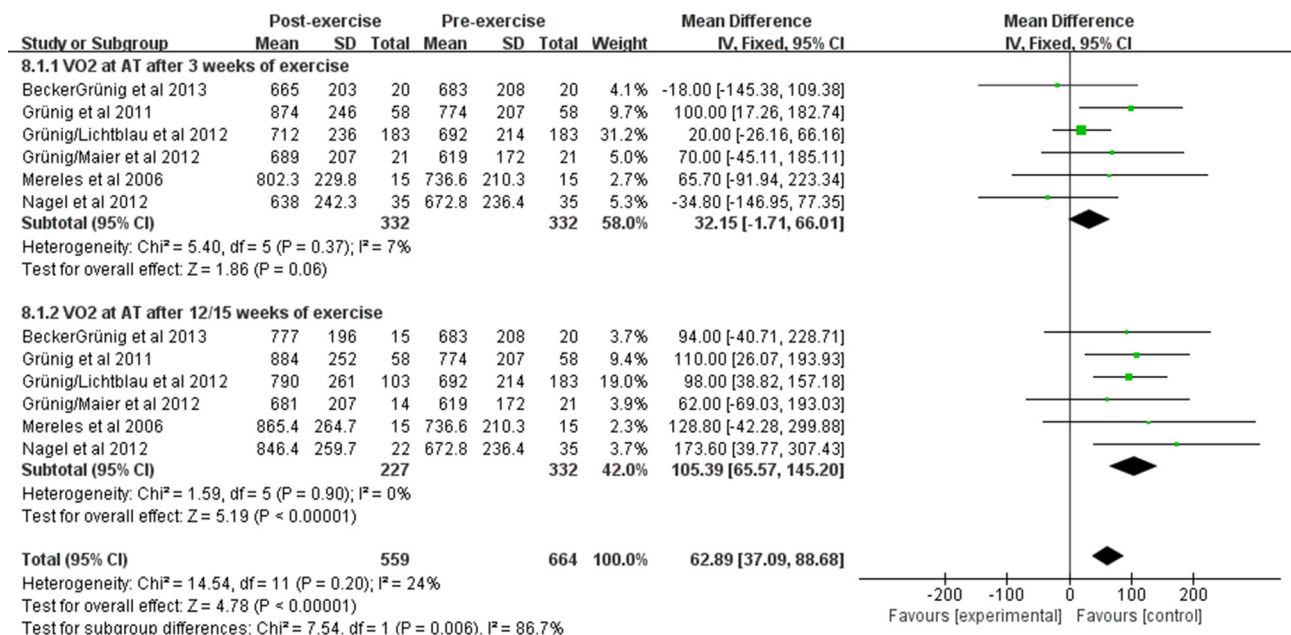 Post-exercise Pre-exercise Mean Difference Mean Difference
Study or Subgroup Mean SD Total Mean SD Total Weight IV, Fixed, 95% CI IV, Fixed, 95% CI
8.1.1 VO2 at AT after 3 weeks of exercise
BeckerGrünig et al 2013 665 203 20 683 208 20 4.1% -18.00 [-145.38, 109.38]
Grünig et al 2011 874 246 58 774 207 58 9.7% 100.00 [17.26, 182.74]
Grünig/Lichtblau et al 2012 712 236 183 692 214 183 31.2% 20.00 [-26.16, 66.16]
Grünig/Maier et al 2012 689 207 21 619 172 21 5.0% 70.00 [-45.11, 185.11]
Mereles et al 2006 802.3 229.8 15 736.6 210.3 15 2.7% 65.70 [-91.94, 223.34]
Nagel et al 2012 638 242.3 35 672.8 236.4 35 5.3% -34.80 [-146.95, 77.35]
Subtotal (95% CI) 332 332 58.0% 32.15 [-1.71, 66.01]
Heterogeneity: Chi² = 5.40, df = 5 (P = 0.37); I² = 7%
Test for overall effect: Z = 1.86 (P = 0.06)
8.1.2 VO2 at AT after 12/15 weeks of exercise
BeckerGrünig et al 2013 777 196 15 683 208 20 3.7% 94.00 [-40.71, 228.71]
Grünig et al 2011 884 252 58 774 207 58 9.4% 110.00 [26.07, 193.93]
Grünig/Lichtblau et al 2012 790 261 103 692 214 183 19.0% 98.00 [38.82, 157.18]
Grünig/Maier et al 2012 681 207 14 619 172 21 3.9% 62.00 [-69.03, 193.03]
Mereles et al 2006 865.4 264.7 15 736.6 210.3 15 2.3% 128.80 [-42.28, 299.88]
Nagel et al 2012 846.4 259.7 22 672.8 236.4 35 3.7% 173.60 [39.77, 307.43]
Subtotal (95% CI) 227 332 42.0% 105.39 [65.57, 145.20]
Heterogeneity: Chi² = 1.59, df = 5 (P = 0.90); I² = 0%
Test for overall effect: Z = 5.19 (P < 0.00001)
Total (95% CI) 559 664 100.0% 62.89 [37.09, 88.68]
Heterogeneity: Chi² = 14.54, df = 11 (P = 0.20); I² = 24%
Test for overall effect: Z = 4.78 (P < 0.00001)
Test for subgroup differences: Chi² = 7.54, df = 1 (P = 0.006), I² = 86.7%
-200 -100 0 100 200
Favours [experimental] Favours [control]